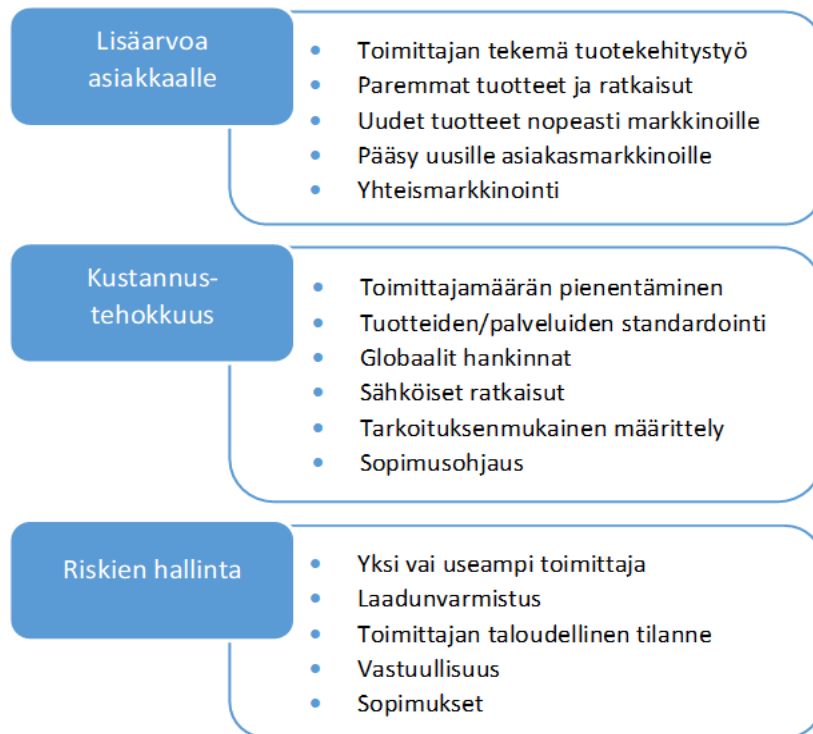 Lisäarvoa
asiakkaalle
• Toimittajan tekemä tuotekehitystyö
• Paremmat tuotteet ja ratkaisut
• Uudet tuotteet nopeasti markkinoille
• Pääsy uusille asiakasmarkkinoille
• Yhteismarkkinointi
Kustannus-
tehokkuus
• Toimittajamäärän pienentäminen
• Tuotteiden/palveluiden standardointi
• Globaalit hankinnat
• Sähköiset ratkaisut
• Tarkoituksenmukainen määrittely
• Sopimusohjaus
Riskien hallinta
• Yksi vai useampi toimittaja
• Laadunvarmistus
• Toimittajan taloudellinen tilanne
• Vastuullisuus
• Sopimukset